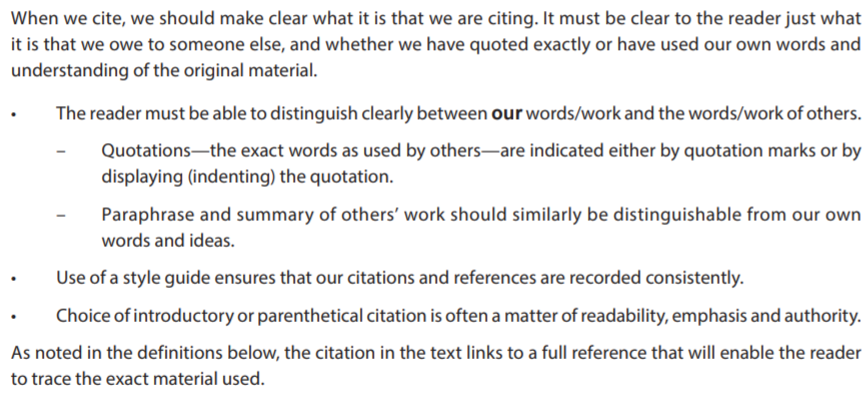 When we cite, we should make clear what it is that we are citing. It must be clear to the reader just what
it is that we owe to someone else, and whether we have quoted exactly or have used our own words and
understanding of the original material.
• The reader must be able to distinguish clearly between our words/work and the words/work of others.
– Quotations—the exact words as used by others—are indicated either by quotation marks or by
displaying (indenting) the quotation.
– Paraphrase and summary of others’ work should similarly be distinguishable from our own
words and ideas.
• Use of a style guide ensures that our citations and references are recorded consistently.
• Choice of introductory or parenthetical citation is often a matter of readability, emphasis and authority.
As noted in the definitions below, the citation in the text links to a full reference that will enable the reader
to trace the exact material used.